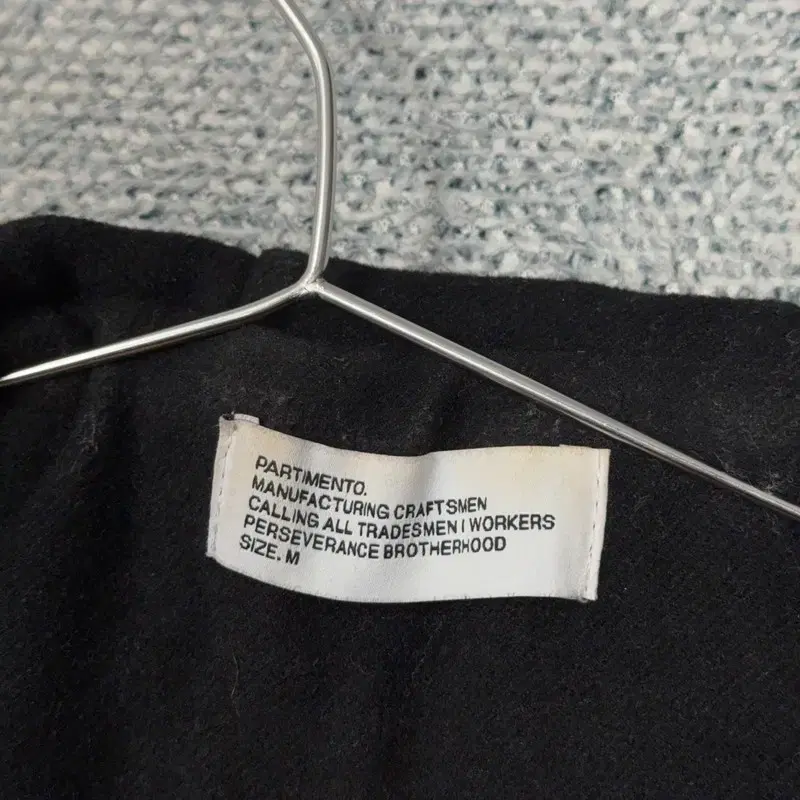 PARTIMENTO.
MANUFACTURING CRAFTSMEN
CALLING ALL TRADESMEN I WORKERS
PERSEVERANCE BROTHERHOOD
SIZE. M